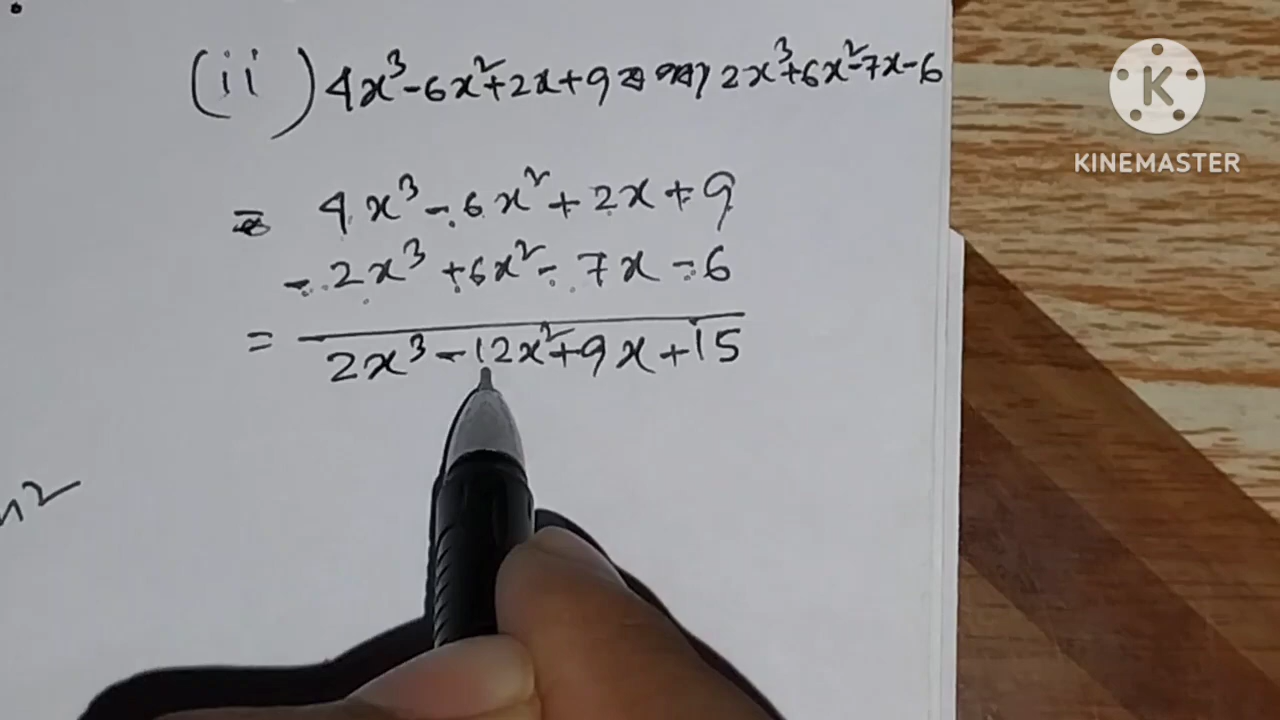 (ii) 4x³-6x²+2x+9 2x³+6x²-7x-6
K
KINEMASTER
= 4x³-6x²+2x+9
-2x³+6x²-7x-6
= 2x³-12x²+9x+15